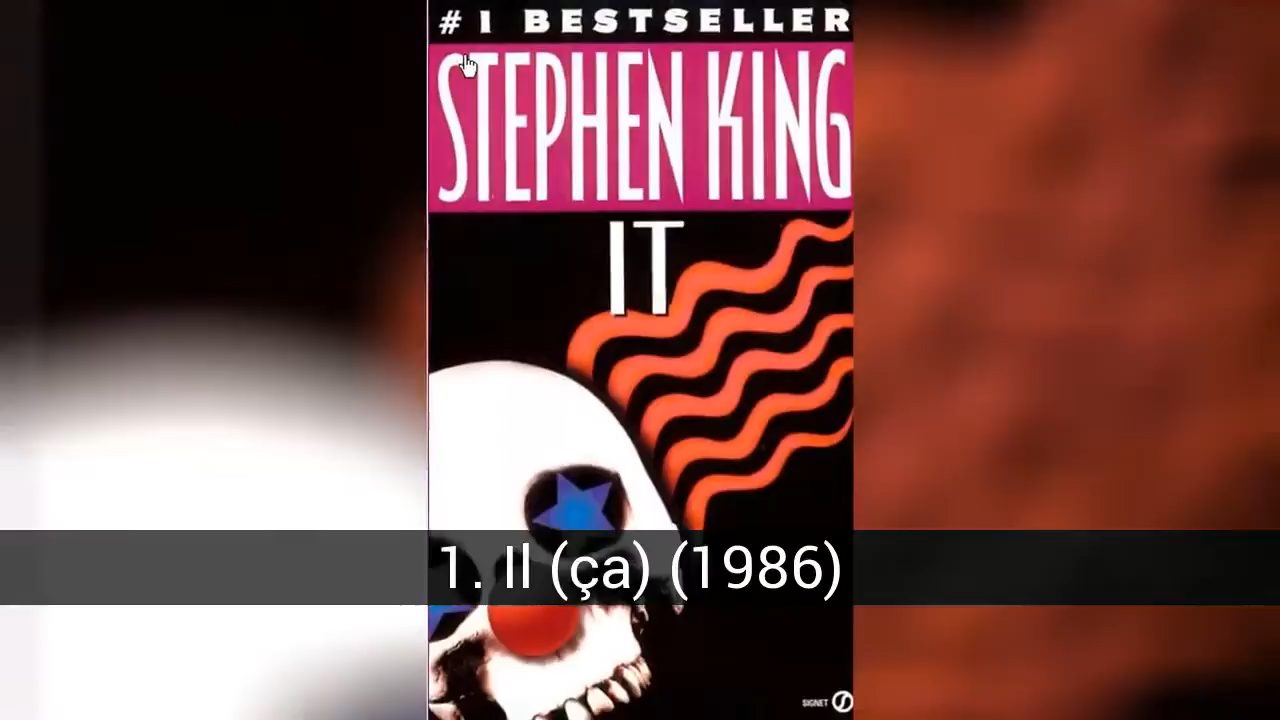 #1 BESTSELLER
STEPHEN KING
IT
1. Il (ça) (1986)
SIGNET